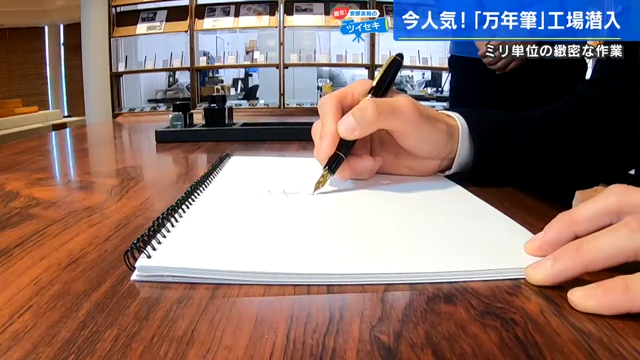 今人気!「万年筆」工場潜入
ミリ単位の緻密な作業
ツイセキ